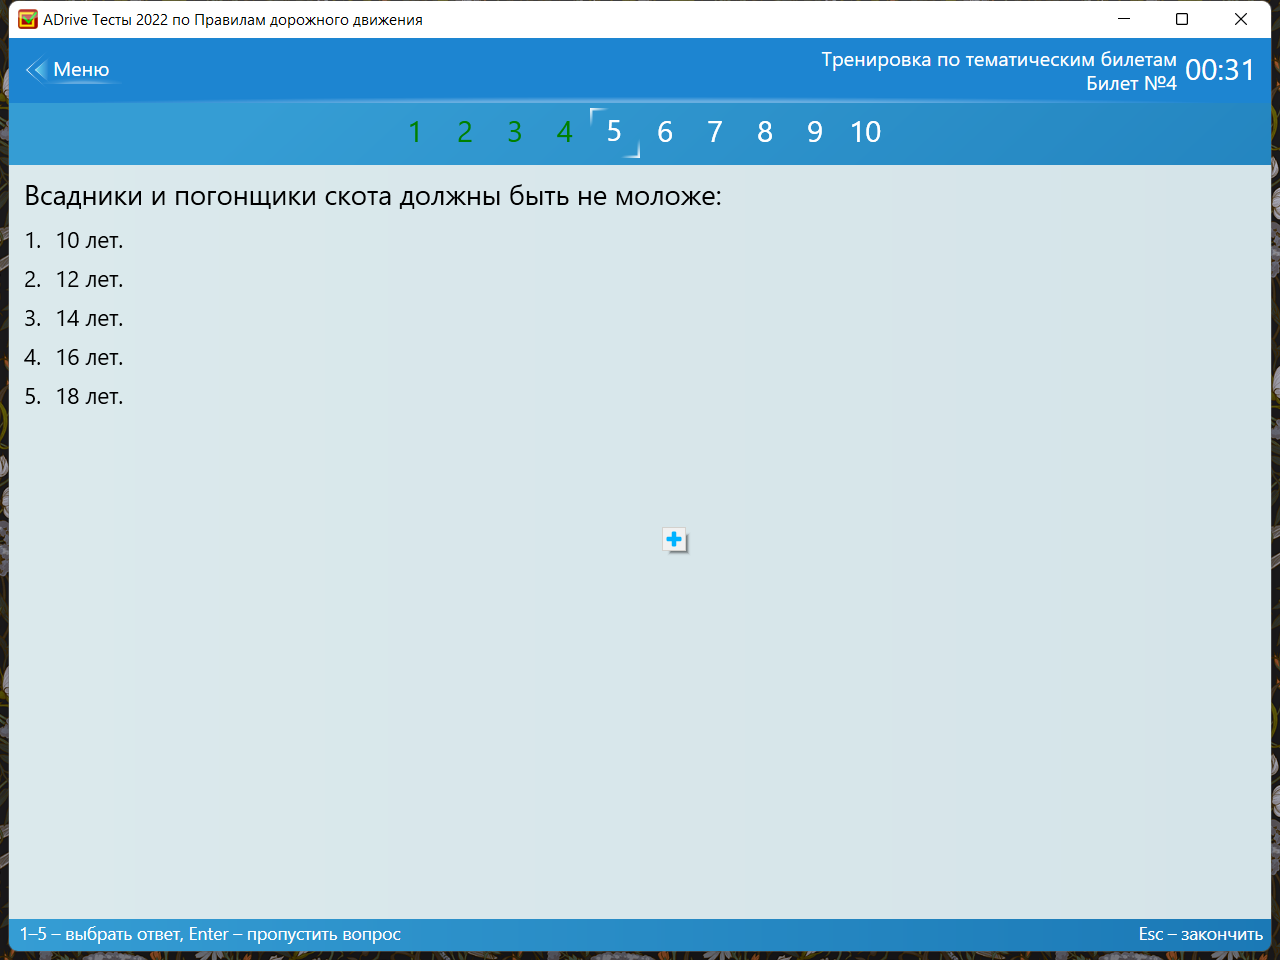 ADrive Тесты 2022 по Правилам дорожного движения
Меню
Тренировка по тематическим билетам
Билет №4
00:31
1 2 3 4 5 6 7 8 9 10
Всадники и погонщики скота должны быть не моложе:
1. 10 лет.
2. 12 лет.
3. 14 лет.
4. 16 лет.
5. 18 лет.
1–5 – выбрать ответ, Enter – пропустить вопрос
Esc – закончить